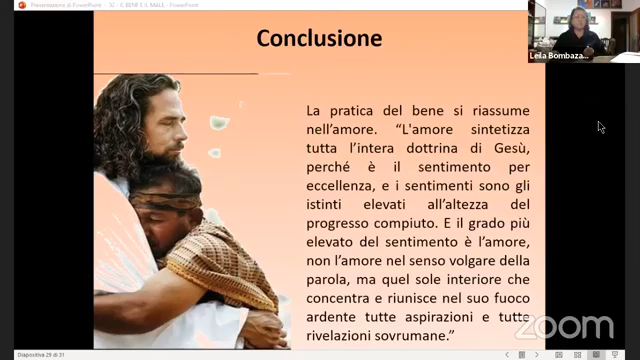 Presentazione di PowerPoint - 3C - IL BENE E IL MALE - PowerPoint
Leila Bombaza...
Conclusione
La pratica del bene si riassume
nell'amore. "L'amore sintetizza
tutta l'intera dottrina di Gesù,
perché è il sentimento per
eccellenza, e i sentimenti sono gli
istinti elevati all'altezza del
progresso compiuto. E il grado più
elevato del sentimento è l'amore,
non l'amore nel senso volgare della
parola, ma quel sole interiore che
concentra e riunisce nel suo fuoco
ardente tutte aspirazioni e tutte
rivelazioni sovrumane."
zoom
Diapositiva 29 di 31